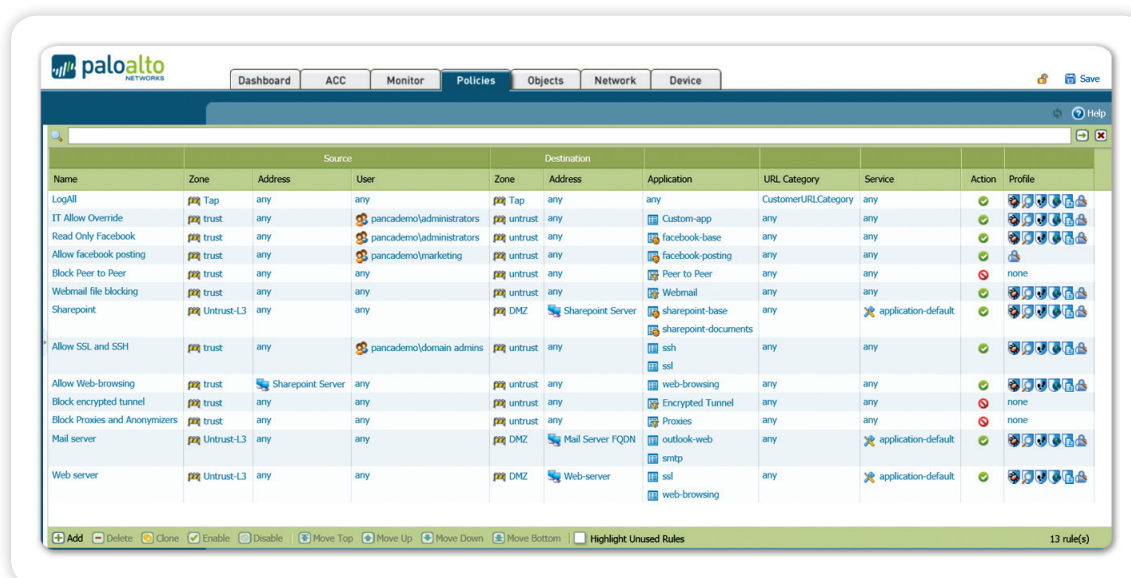 paloalto
NETWORKS
Dashboard ACC Monitor Policies Objects Network Device Save
Help
Source Destination
Name Zone Address User Zone Address Application URL Category Service Action Profile
LogAll Tap any any Tap any any CustomerURLCategory any
IT Allow Override trust any pancademo\administrators untrust any Custom-app any any
Read Only Facebook trust any pancademo\administrators untrust any facebook-base any any
Allow facebook posting trust any pancademo\marketing untrust any facebook-posting any any
Block Peer to Peer trust any any untrust any Peer to Peer any any none
Webmail file blocking trust any any untrust any Webmail any any
Sharepoint Untrust-L3 any any DMZ Sharepoint Server sharepoint-base any application-default
sharepoint-documents
Allow SSL and SSH trust any pancademo\domain admins untrust any ssh any any
ssl
Allow Web-browsing trust Sharepoint Server any untrust any web-browsing any any
Block encrypted tunnel trust any any untrust any Encrypted Tunnel any any none
Block Proxies and Anonymizers trust any any untrust any Proxies any any none
Mail server Untrust-L3 any any DMZ Mail Server FQDN outlook-web any application-default
smtp
Web server Untrust-L3 any any DMZ Web-server ssl any application-default
web-browsing
Add Delete Clone Enable Disable Move Top Move Up Move Down Move Bottom Highlight Unused Rules 13 rule(s)